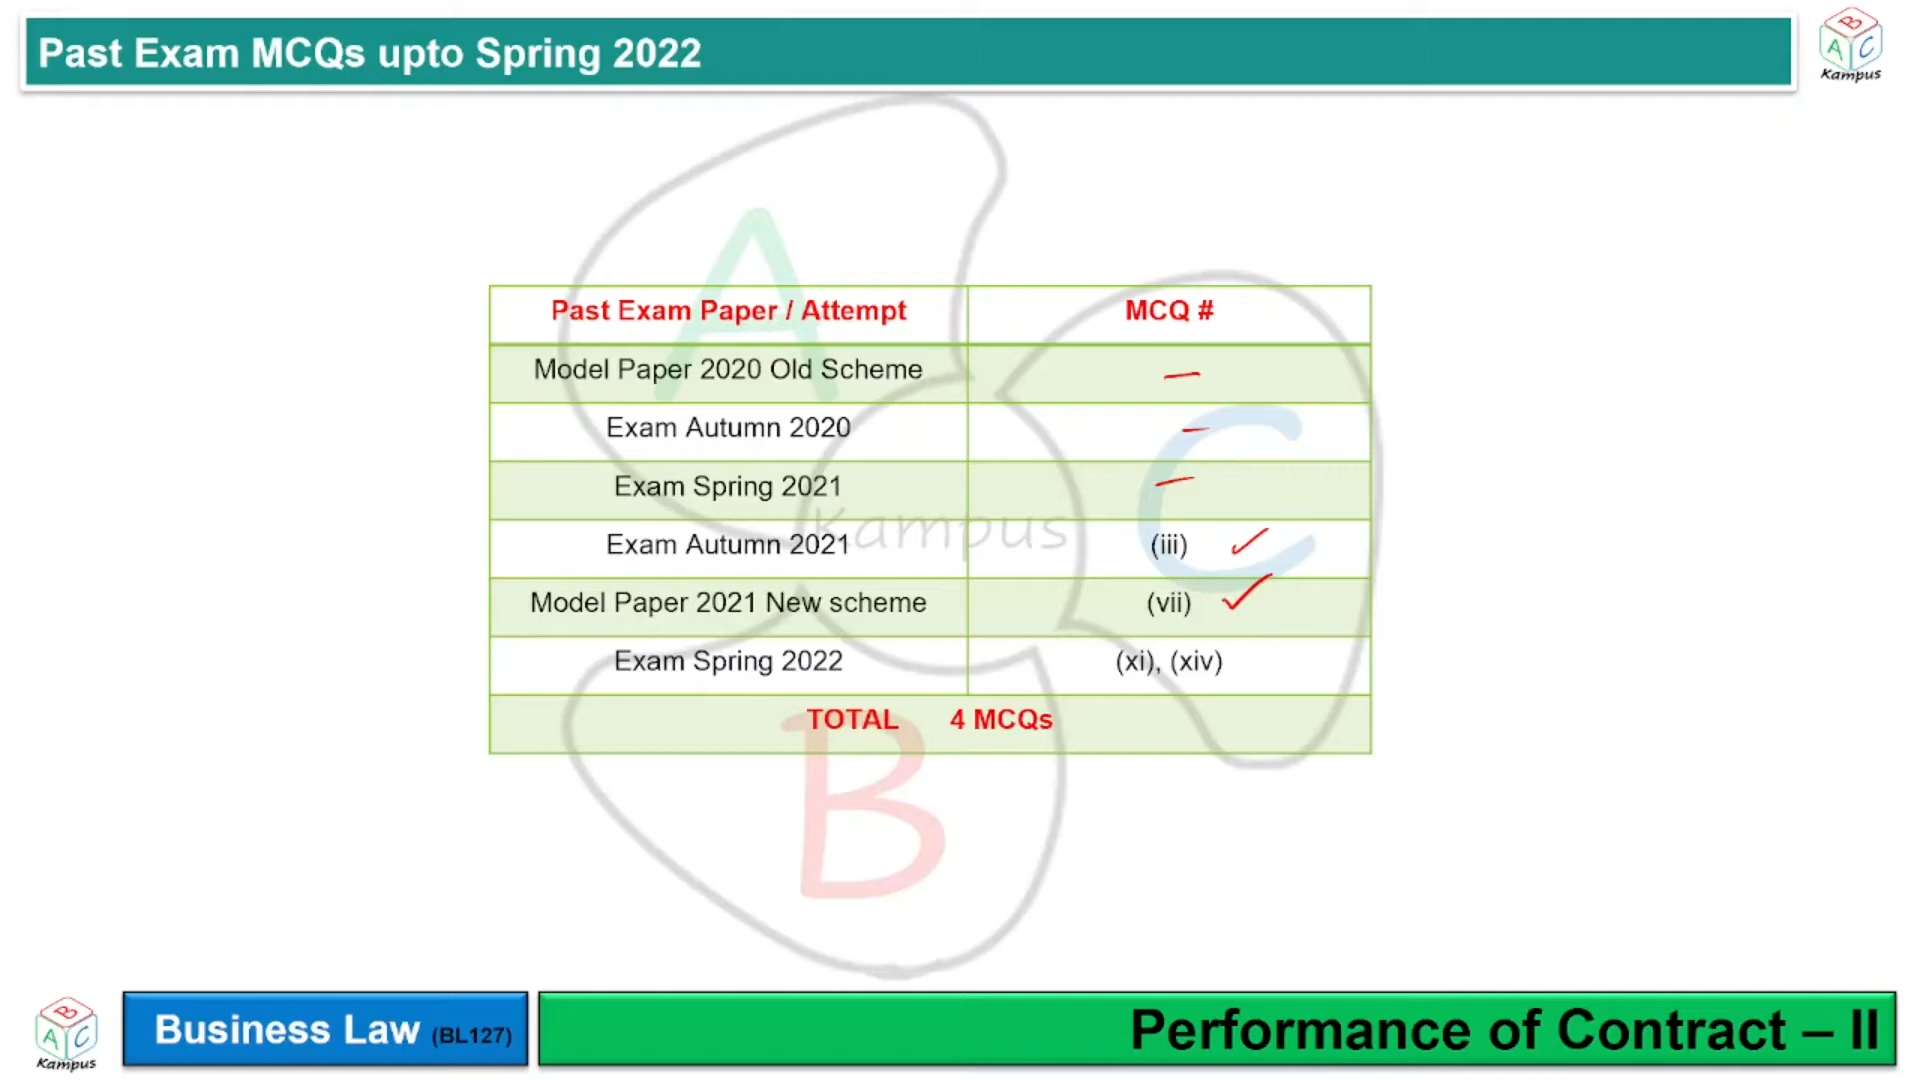 Past Exam MCQs upto Spring 2022
B
A C
Kampus
Past Exam Paper / Attempt MCQ #
Model Paper 2020 Old Scheme
Exam Autumn 2020
Exam Spring 2021
Exam Autumn 2021 (iii)
Model Paper 2021 New scheme (vii)
Exam Spring 2022 (xi), (xiv)
TOTAL 4 MCQs
A
C
Kampus
B
B
A C
Kampus
Business Law (BL127)
Performance of Contract – II